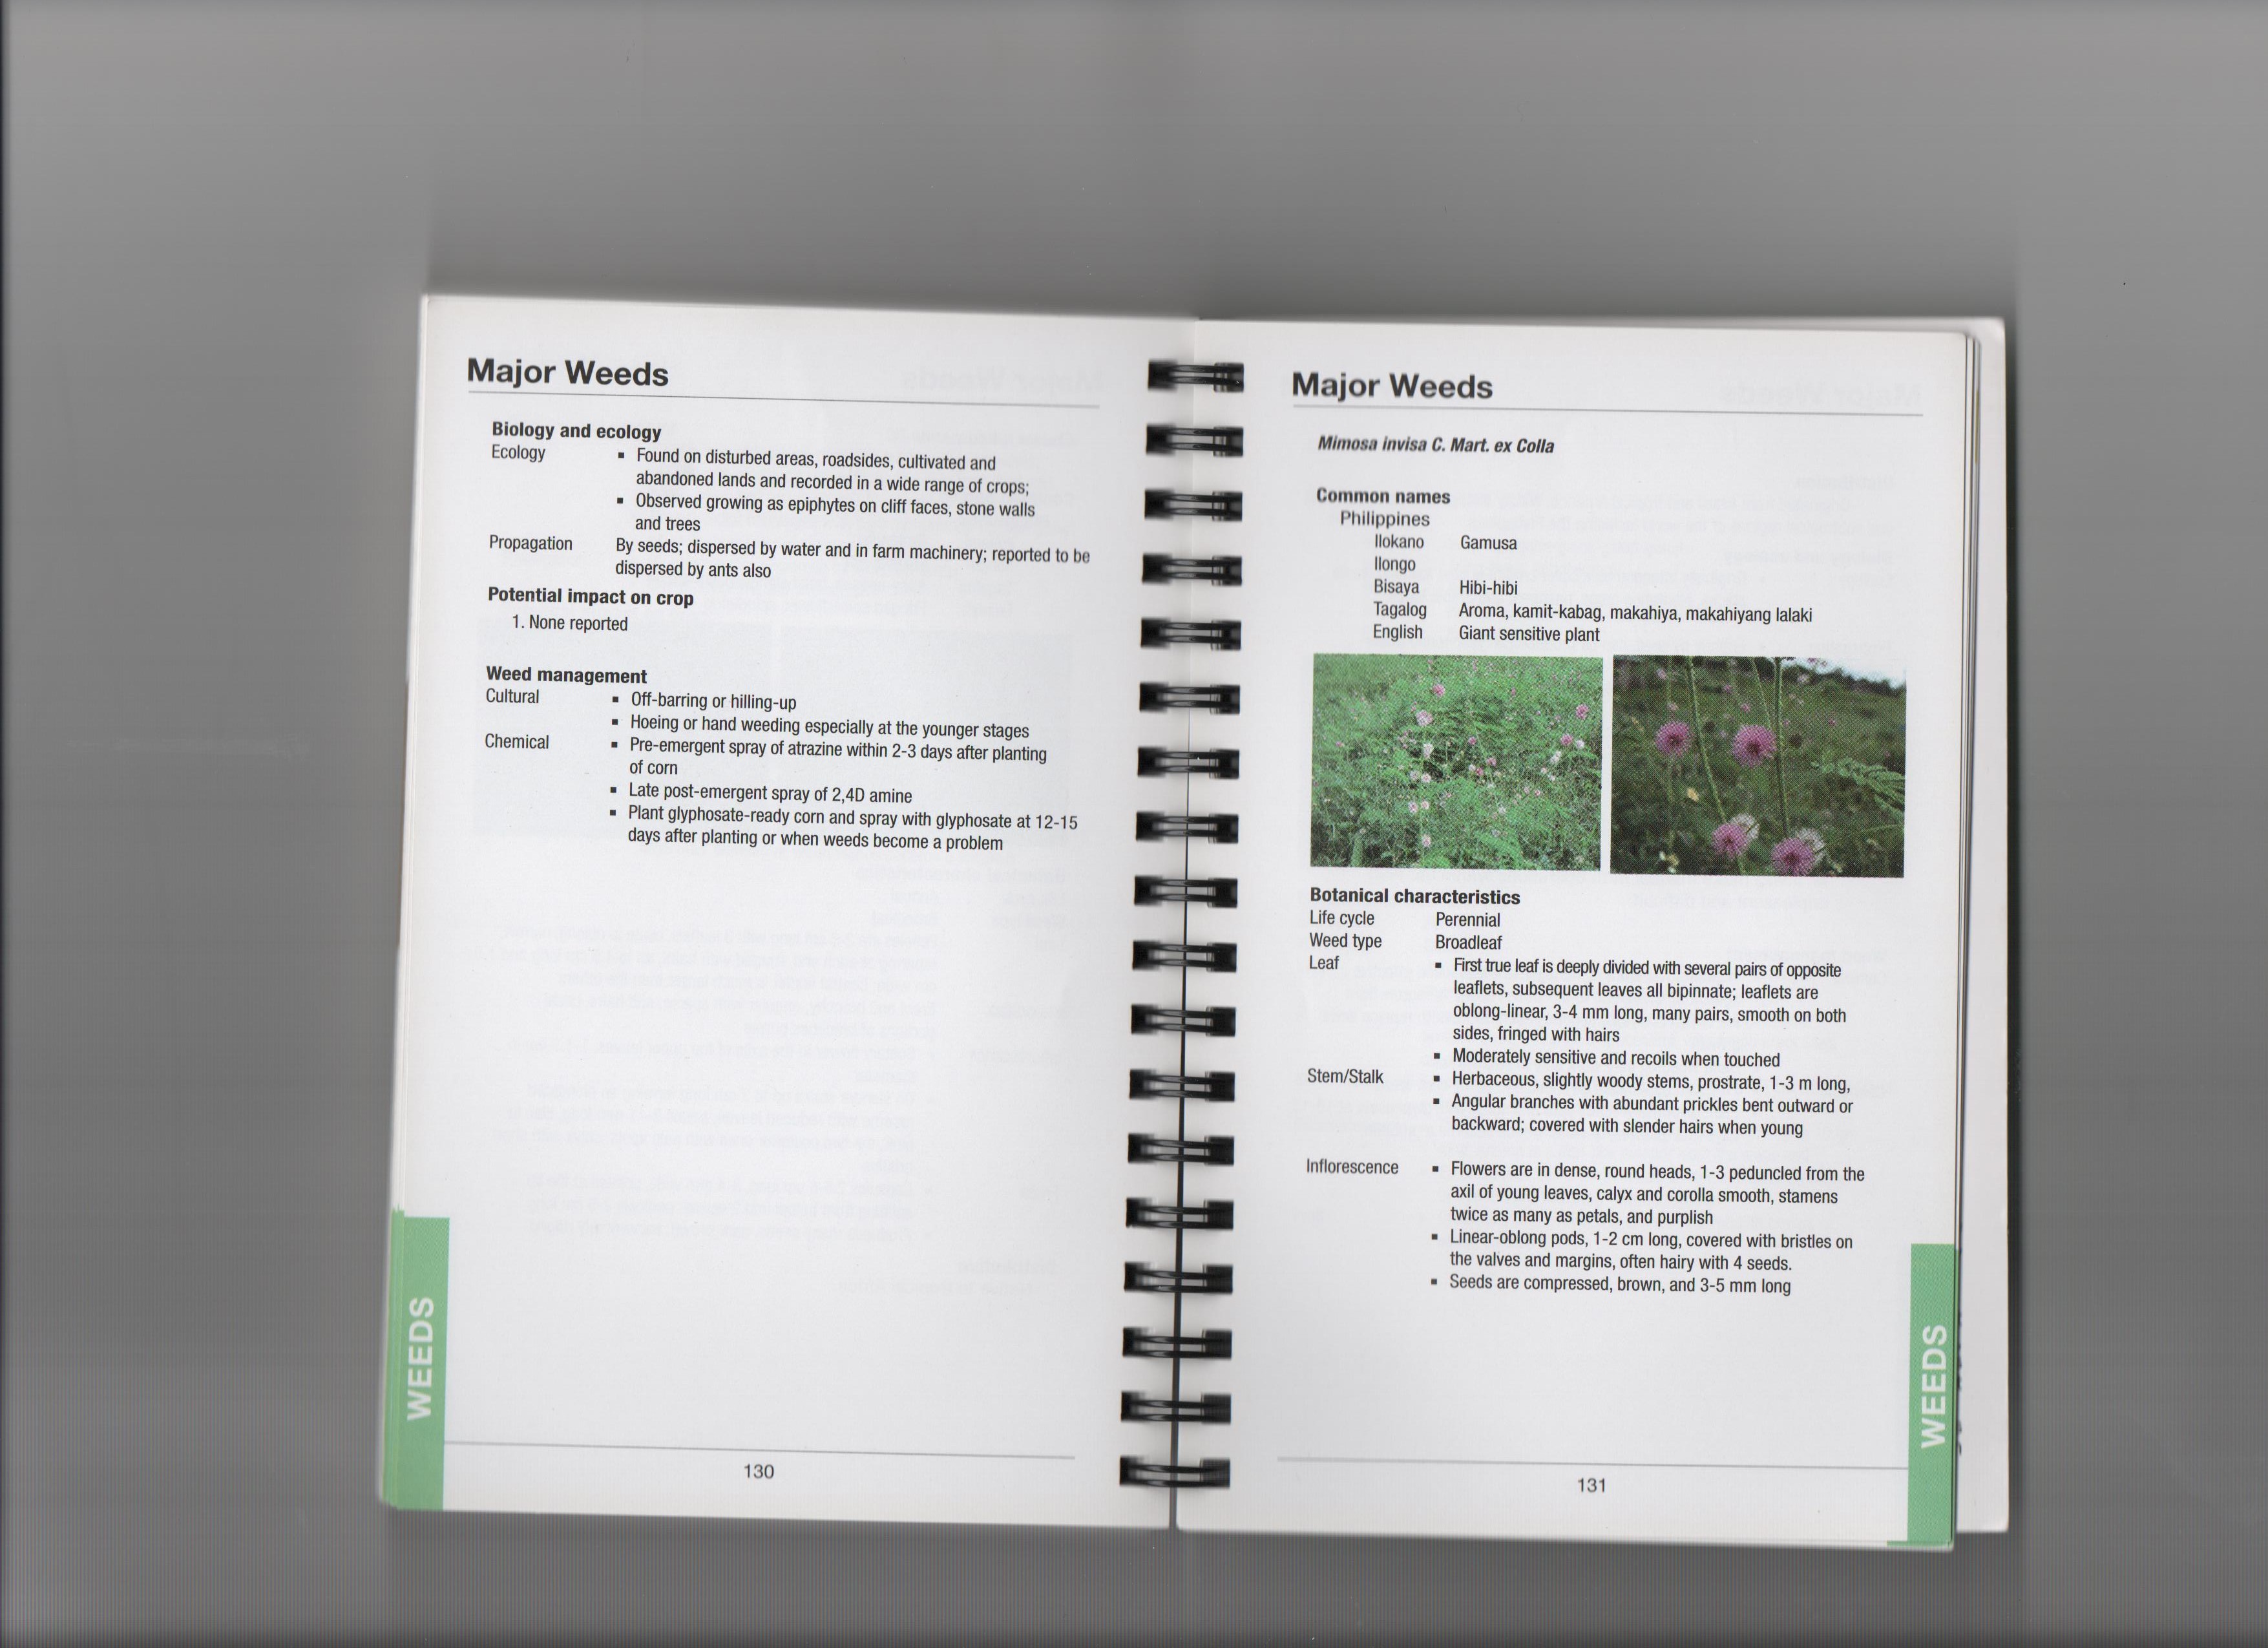 Major Weeds
Biology and ecology
Ecology ▪ Found on disturbed areas, roadsides, cultivated and
abandoned lands and recorded in a wide range of crops;
▪ Observed growing as epiphytes on cliff faces, stone walls
and trees
Propagation By seeds; dispersed by water and in farm machinery; reported to be
dispersed by ants also
Potential impact on crop
1. None reported
Weed management
Cultural ▪ Off-barring or hilling-up
▪ Hoeing or hand weeding especially at the younger stages
Chemical ▪ Pre-emergent spray of atrazine within 2-3 days after planting
of corn
▪ Late post-emergent spray of 2,4D amine
▪ Plant glyphosate-ready corn and spray with glyphosate at 12-15
days after planting or when weeds become a problem
WEEDS
130
Major Weeds
Mimosa invisa C. Mart. ex Colla
Common names
Philippines
Ilokano Gamusa
Ilongo
Bisaya Hibi-hibi
Tagalog Aroma, kamit-kabag, makahiya, makahiyang lalaki
English Giant sensitive plant
Botanical characteristics
Life cycle Perennial
Weed type Broadleaf
Leaf ▪ First true leaf is deeply divided with several pairs of opposite
leaflets, subsequent leaves all bipinnate; leaflets are
oblong-linear, 3-4 mm long, many pairs, smooth on both
sides, fringed with hairs
▪ Moderately sensitive and recoils when touched
Stem/Stalk ▪ Herbaceous, slightly woody stems, prostrate, 1-3 m long,
▪ Angular branches with abundant prickles bent outward or
backward; covered with slender hairs when young
Inflorescence ▪ Flowers are in dense, round heads, 1-3 peduncled from the
axil of young leaves, calyx and corolla smooth, stamens
twice as many as petals, and purplish
▪ Linear-oblong pods, 1-2 cm long, covered with bristles on
the valves and margins, often hairy with 4 seeds.
▪ Seeds are compressed, brown, and 3-5 mm long
WEEDS
131